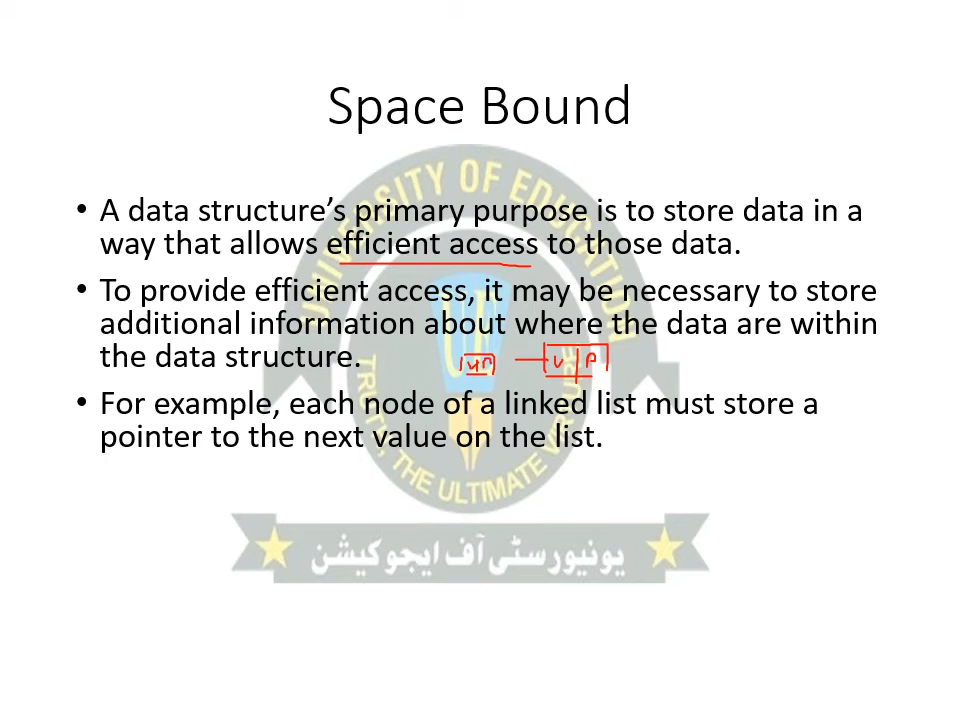 Space Bound
• A data structure’s primary purpose is to store data in a
way that allows efficient access to those data.
• To provide efficient access, it may be necessary to store
additional information about where the data are within
the data structure.
V P
• For example, each node of a linked list must store a
pointer to the next value on the list.
UNIVERSITY OF EDUCATION
TRUTH, THE ULTIMATE VIRTURE
یونیورسٹی آف ایجوکیشن